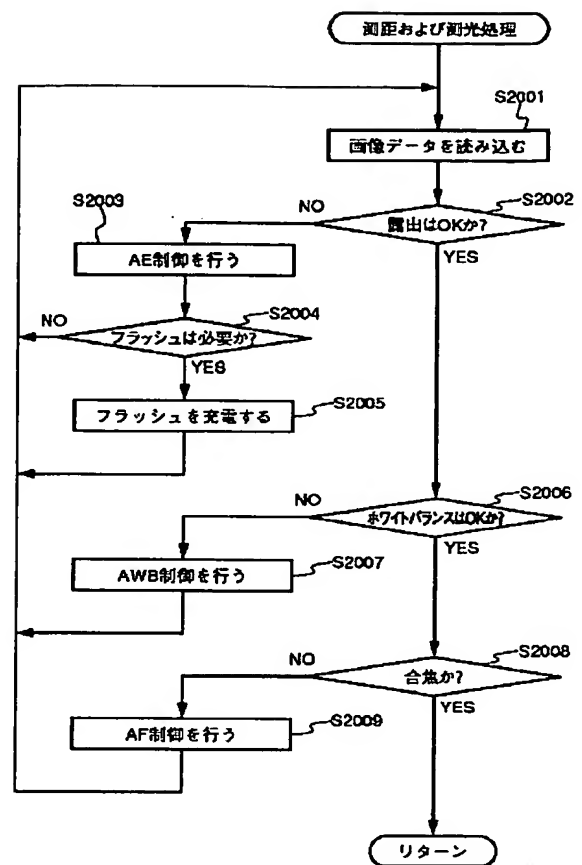 測距および測光処理
S2001
画像データを読み込む
S2002
露出はOKか?
NO
YES
S2003
AE制御を行う
S2004
フラッシュは必要か?
NO
YES
S2005
フラッシュを充電する
S2006
ホワイトバランスはOKか?
NO
YES
S2007
AWB制御を行う
S2008
合焦か?
NO
YES
S2009
AF制御を行う
リターン